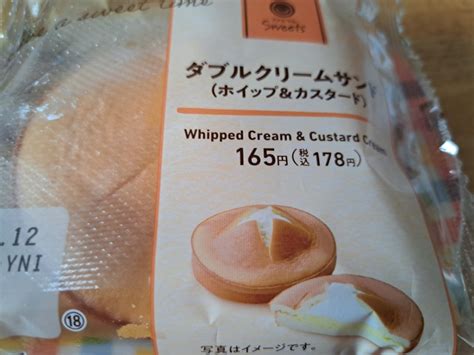 a sweet time
Sweets
ダブルクリームサンド
(ホイップ&カスタード)
Whipped Cream & Custard Cream
165円(税込178円)
.12
YNI
⑱
写真はイメージです。